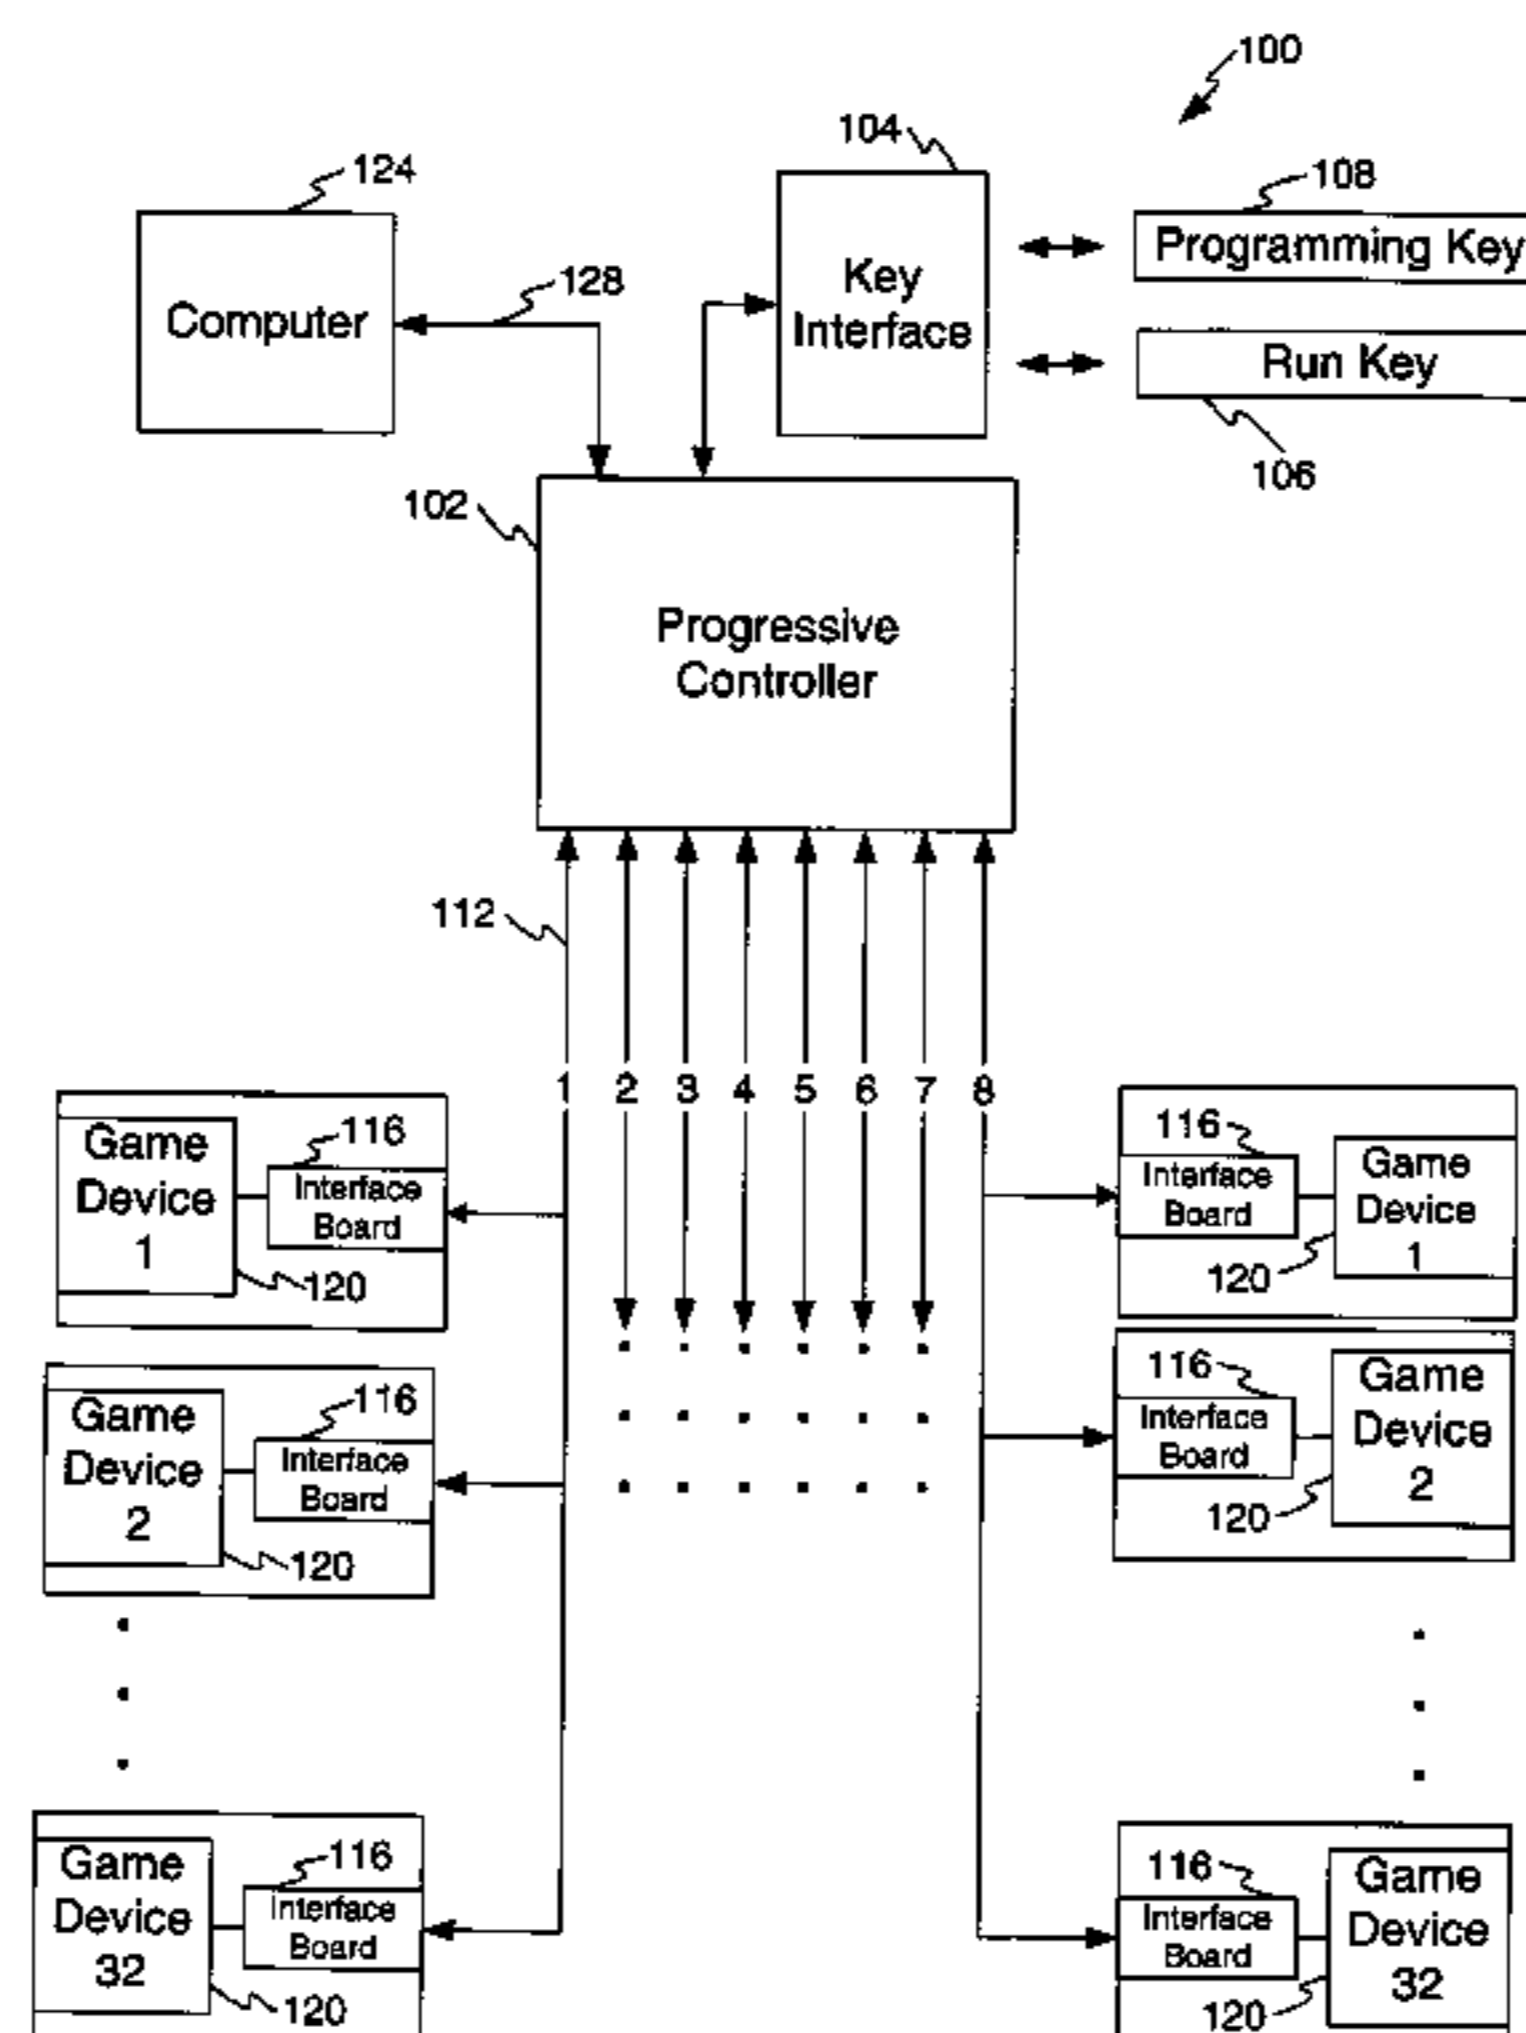 100
104
124
108
Programming Key
128
Key
Interface
Computer
Run Key
106
102
Progressive
Controller
112
1 2 3 4 5 6 7 8
Game
Device
1
116
Interface
Board
120
116
Interface
Board
Game
Device
1
120
Game
Device
2
116
Interface
Board
120
116
Interface
Board
Game
Device
2
120
Game
Device
32
116
Interface
Board
120
116
Interface
Board
Game
Device
32
120